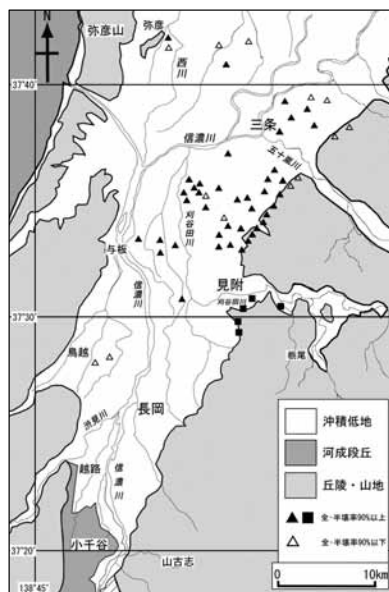 N
弥彦
弥彦山
西川
37°40'
三条
信濃川
五十嵐川
刈谷田川
与板
信濃川
見附
刈谷田川
37°30'
鳥越
栃尾
長岡
渋見川
越路
信濃川
小千谷
37°20'
山古志
138°45'
沖積低地
河成段丘
丘陵・山地
全・半壊率90%以上
全・半壊率90%以下
0 10km